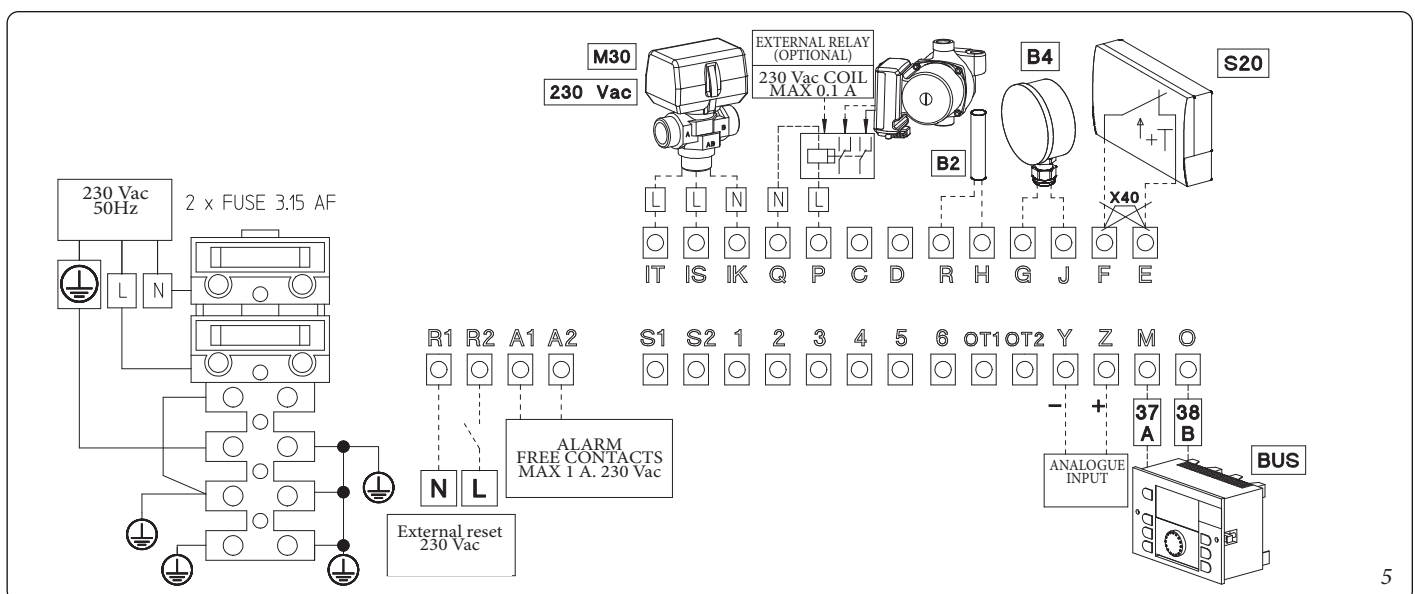 M30
230 Vac
EXTERNAL RELAY
(OPTIONAL)
230 Vac COIL
MAX 0.1 A
B4
S20
A
B
AB
B2
+T
230 Vac
50Hz
2 x FUSE 3.15 AF
L
N
L
L
N
N
L
X40
IT IS IK Q P C D R H G J F E
R1 R2 A1 A2 S1 S2 1 2 3 4 5 6 OT1 OT2 Y Z M O
- +
37
A
38
B
ALARM
FREE CONTACTS
MAX 1 A. 230 Vac
N L
External reset
230 Vac
ANALOGUE
INPUT
BUS
5